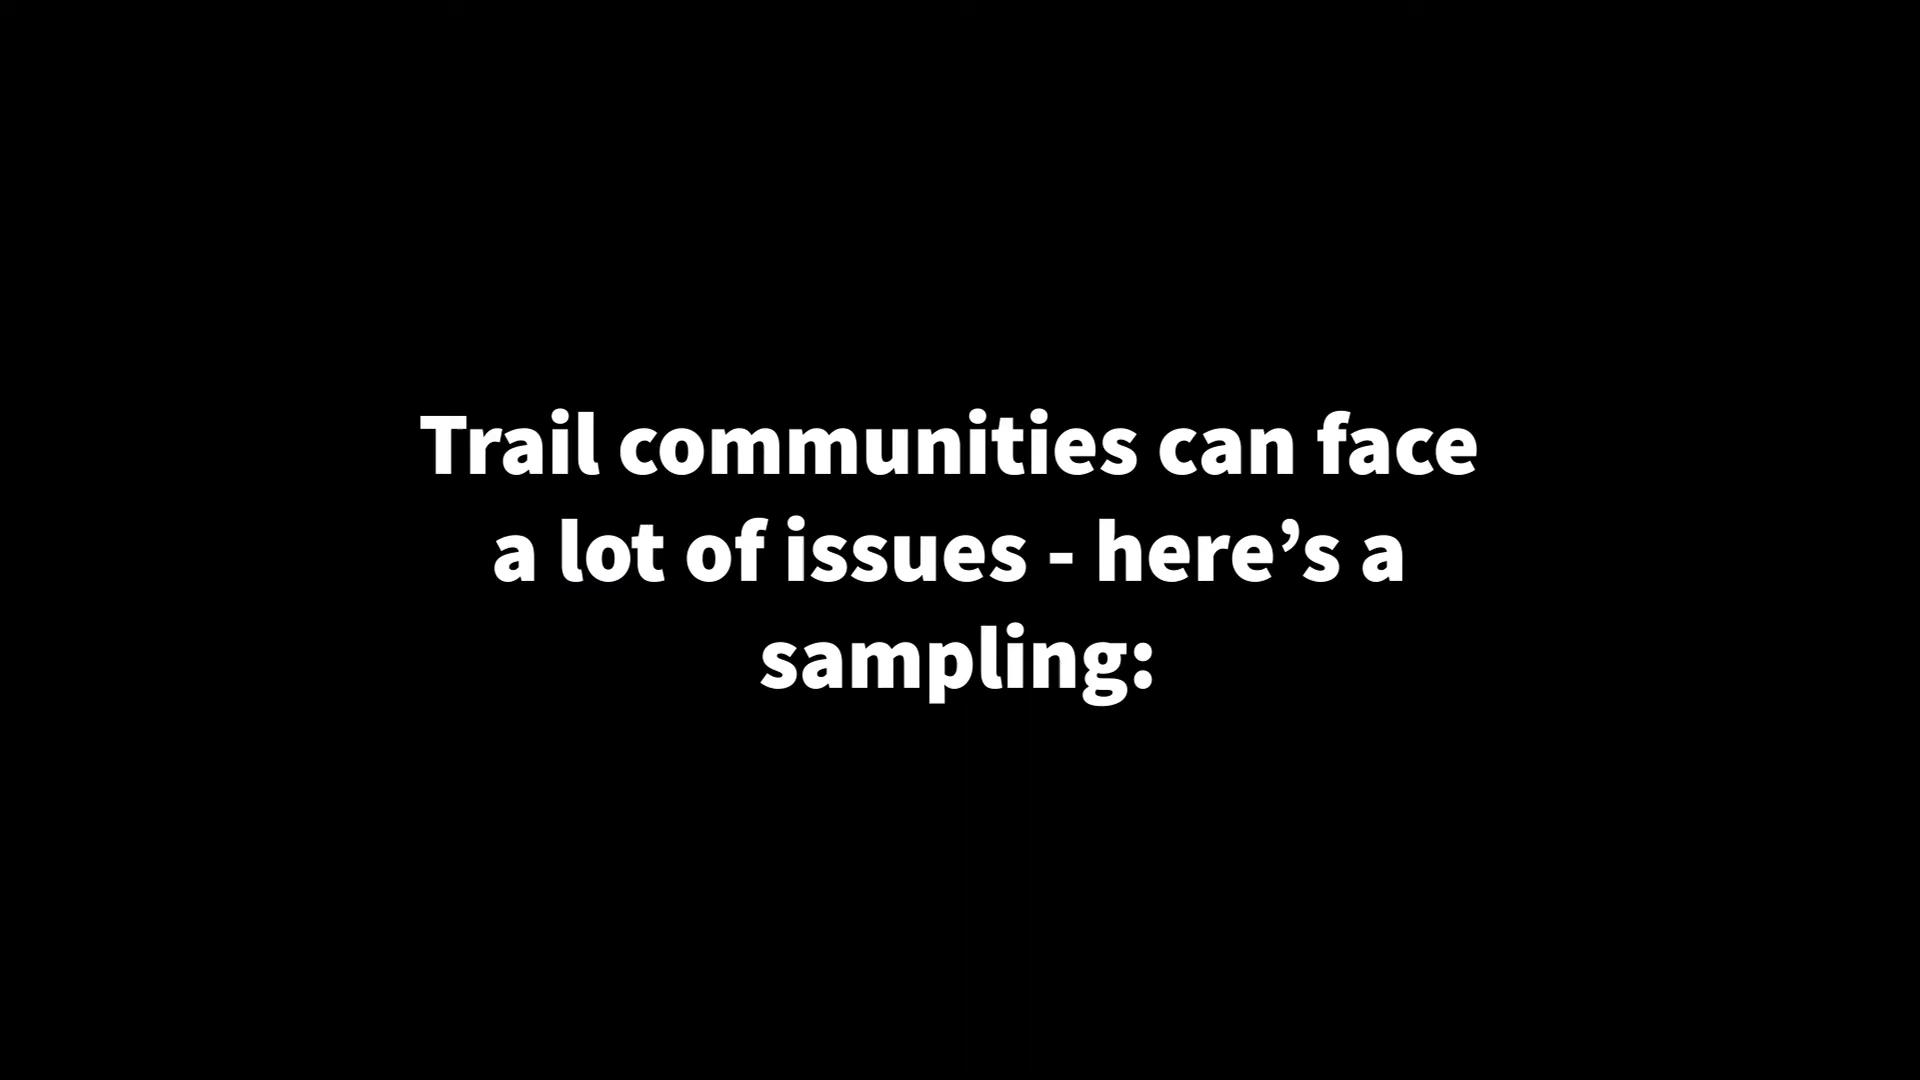 Trail communities can face
a lot of issues - here’s a
sampling: